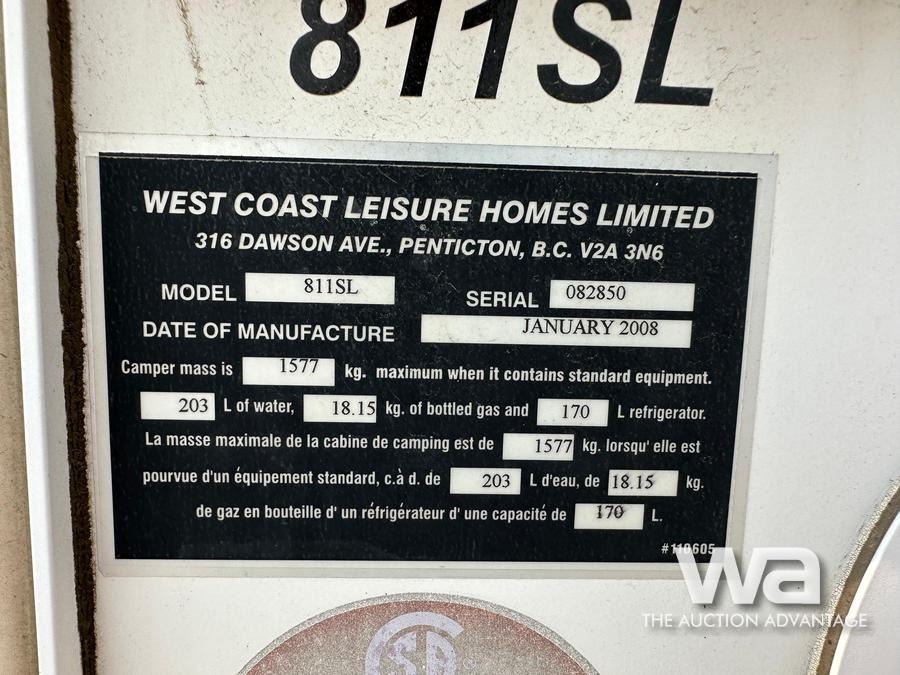 811SL
WEST COAST LEISURE HOMES LIMITED
316 DAWSON AVE., PENTICTON, B.C. V2A 3N6
MODEL 811SL SERIAL 082850
DATE OF MANUFACTURE JANUARY 2008
Camper mass is 1577 kg. maximum when it contains standard equipment.
203 L of water, 18.15 kg. of bottled gas and 170 L refrigerator.
La masse maximale de la cabine de camping est de 1577 kg. lorsqu' elle est
pourvue d'un équipement standard, c.à d. de 203 L d'eau, de 18.15 kg.
de gaz en bouteille d' un réfrigérateur d' une capacité de 170 L.
#110605
wa
THE AUCTION ADVANTAGE
CSA®